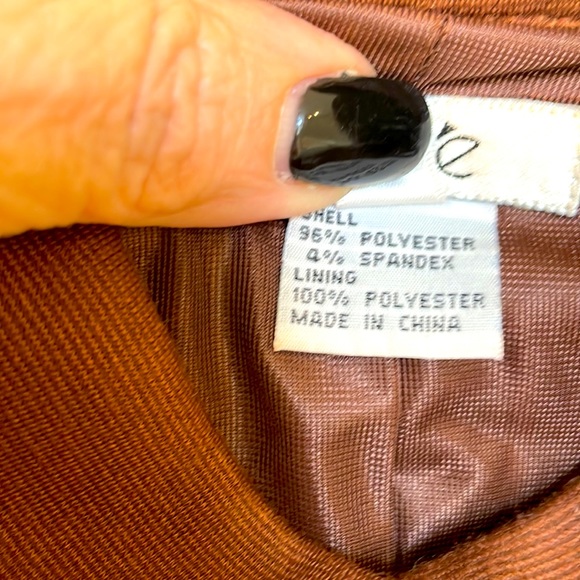 é
SHELL
96% POLYESTER
4% SPANDEX
LINING
100% POLYESTER
MADE IN CHINA